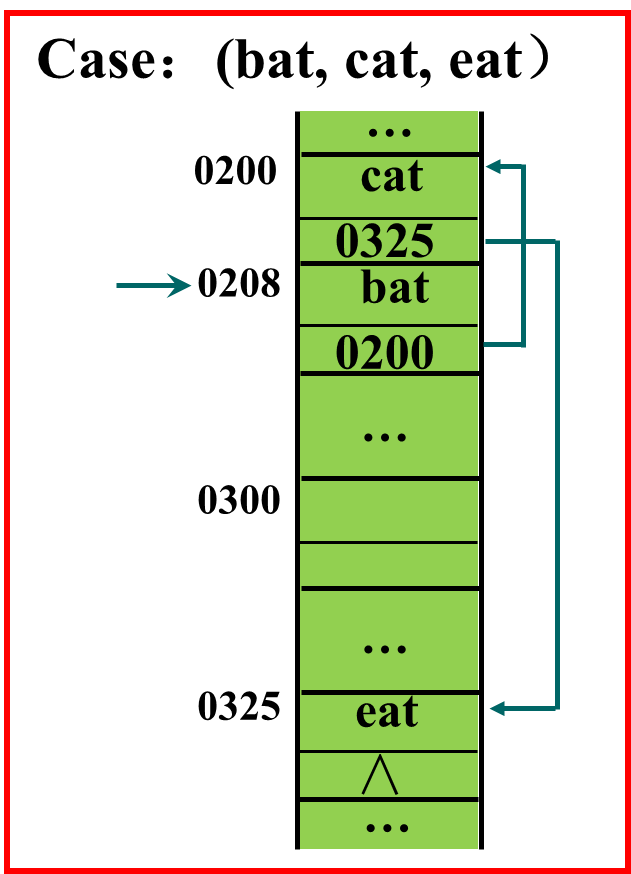 Case：(bat, cat, eat）
…
0200 cat
0325
0208 bat
0200
…
0300
…
0325 eat
∧
…